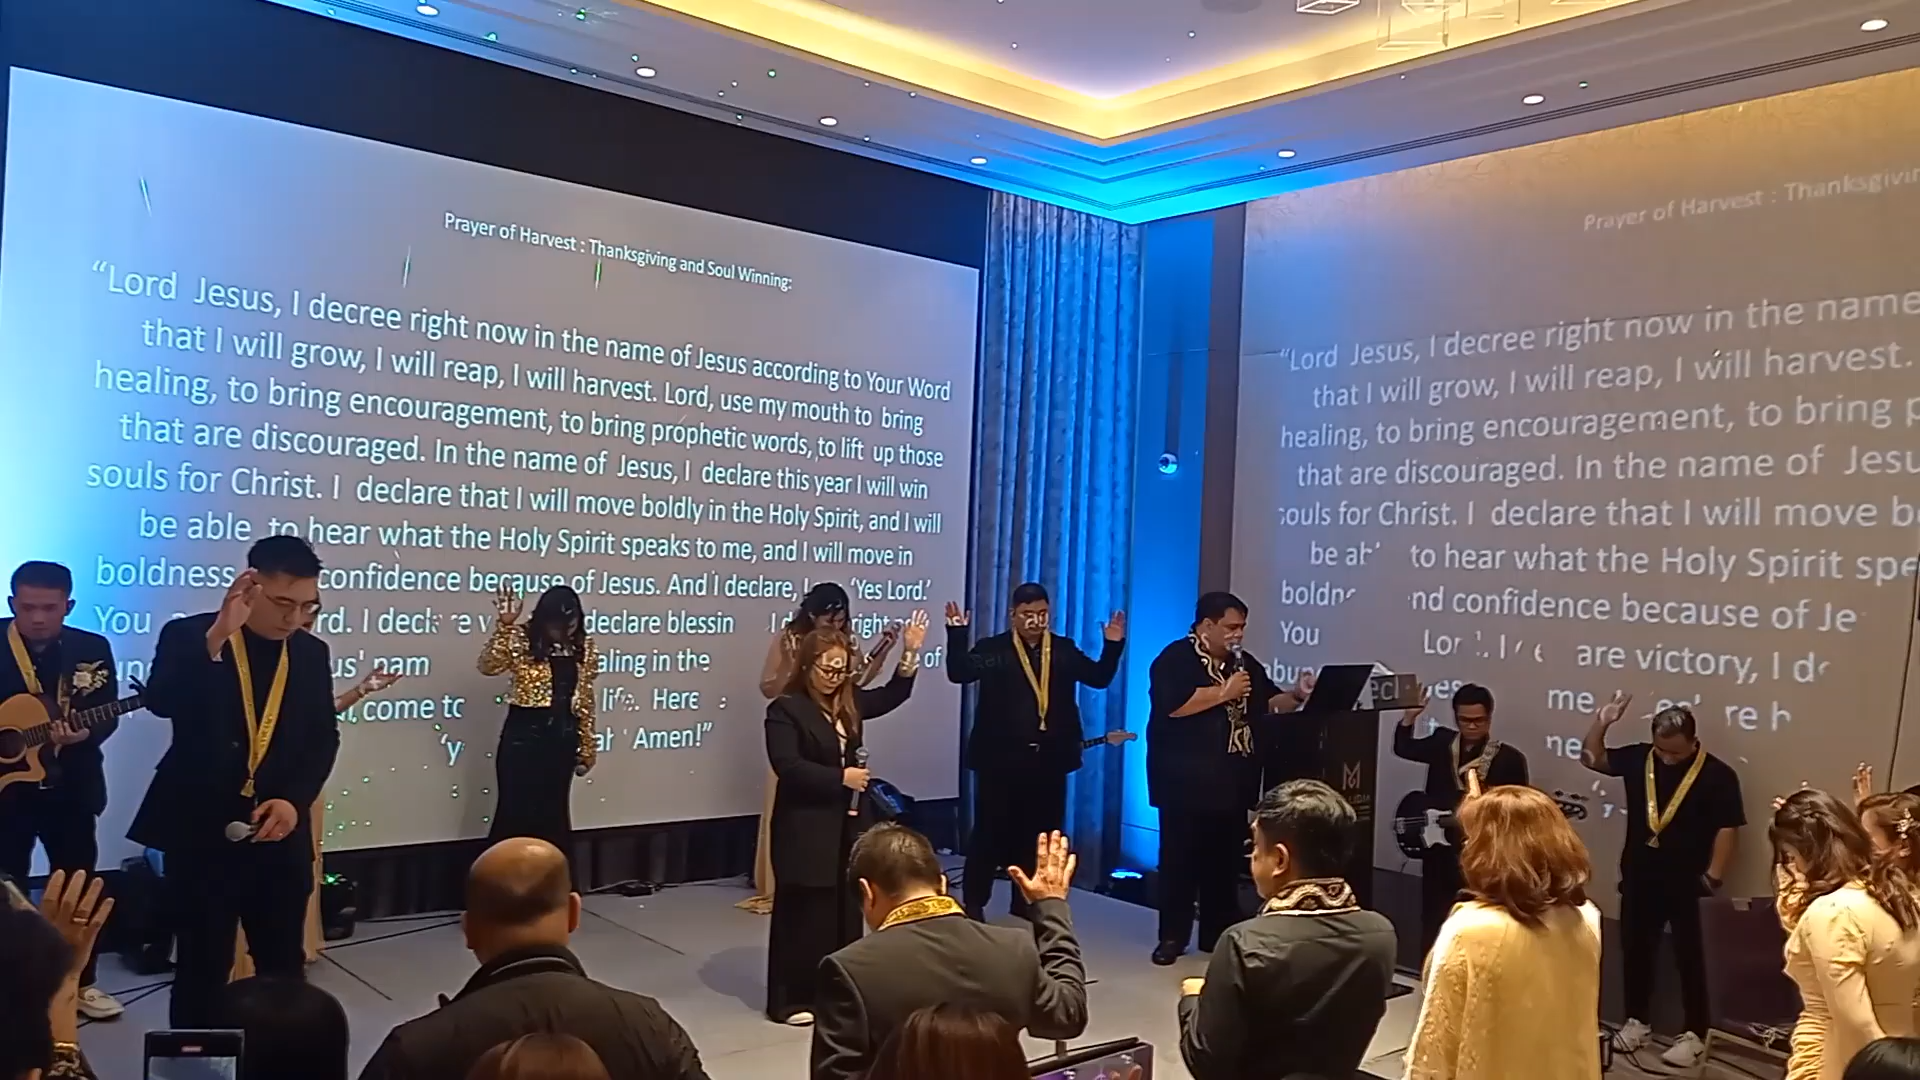 Prayer of Harvest : Thanksgiving and Soul Winning:
“Lord Jesus, I decree right now in the name of Jesus according to Your Word
that I will grow, I will reap, I will harvest. Lord, use my mouth to bring
healing, to bring encouragement, to bring prophetic words, to lift up those
that are discouraged. In the name of Jesus, I declare this year I will win
souls for Christ. I declare that I will move boldly in the Holy Spirit, and I will
be able to hear what the Holy Spirit speaks to me, and I will move in
boldness confidence because of Jesus. And I declare, 'Yes Lord.'
You I declare blessin right
in the of
come life. Here
Amen!”
Prayer of Harvest : Thanksgivin
“Lord Jesus, I decree right now in the name
that I will grow, I will reap, I will harvest.
healing, to bring encouragement, to bring
that are discouraged. In the name of Jesu
souls for Christ. I declare that I will move
be to hear what the Holy Spirit spe
and confidence because of Je
You are victory, I